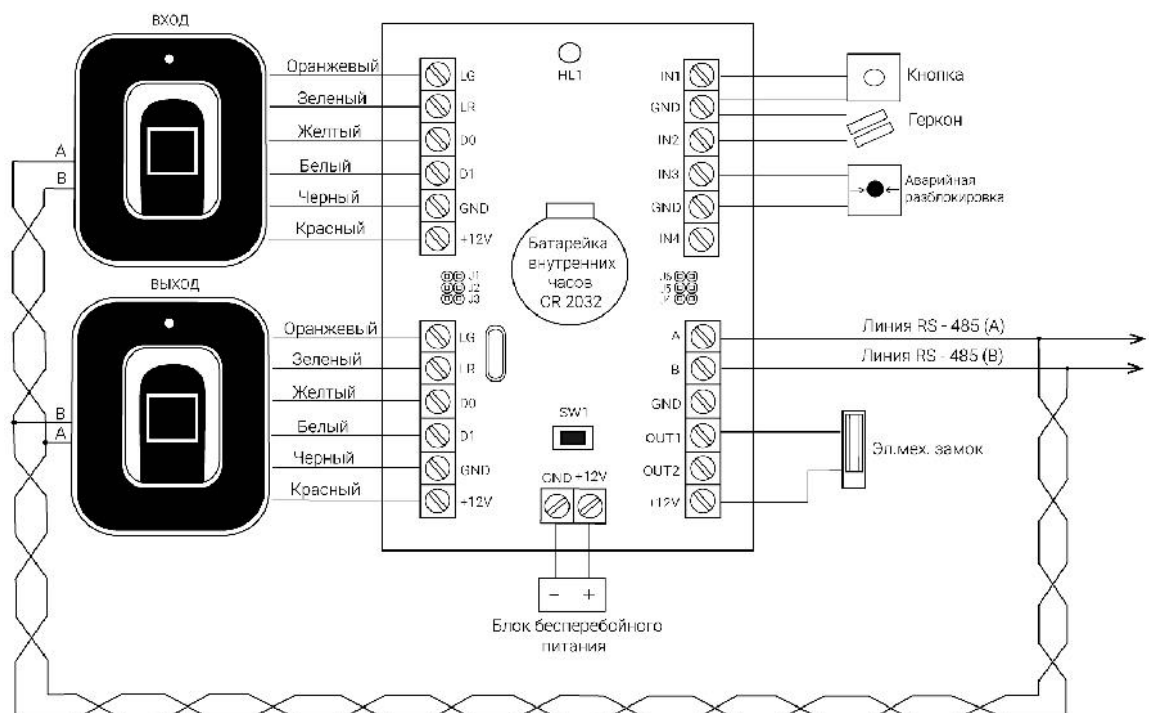 ВХОД
Оранжевый
Зеленый
Желтый
Белый
Черный
Красный
A
B
LG
LR
D0
D1
GND
+12V
HL1
IN1
GND
IN2
IN3
GND
IN4
Кнопка
Геркон
Аварийная
разблокировка
Батарейка
внутренних
часов
CR 2032
J1
J2
J3
J6
J5
J4
ВЫХОД
Оранжевый
Зеленый
Желтый
Белый
Черный
Красный
B
A
LG
LR
D0
D1
GND
+12V
SW1
GND +12V
A
B
GND
OUT1
OUT2
+12V
Линия RS - 485 (A)
Линия RS - 485 (B)
Эл.мех. замок
- +
Блок бесперебойного
питания